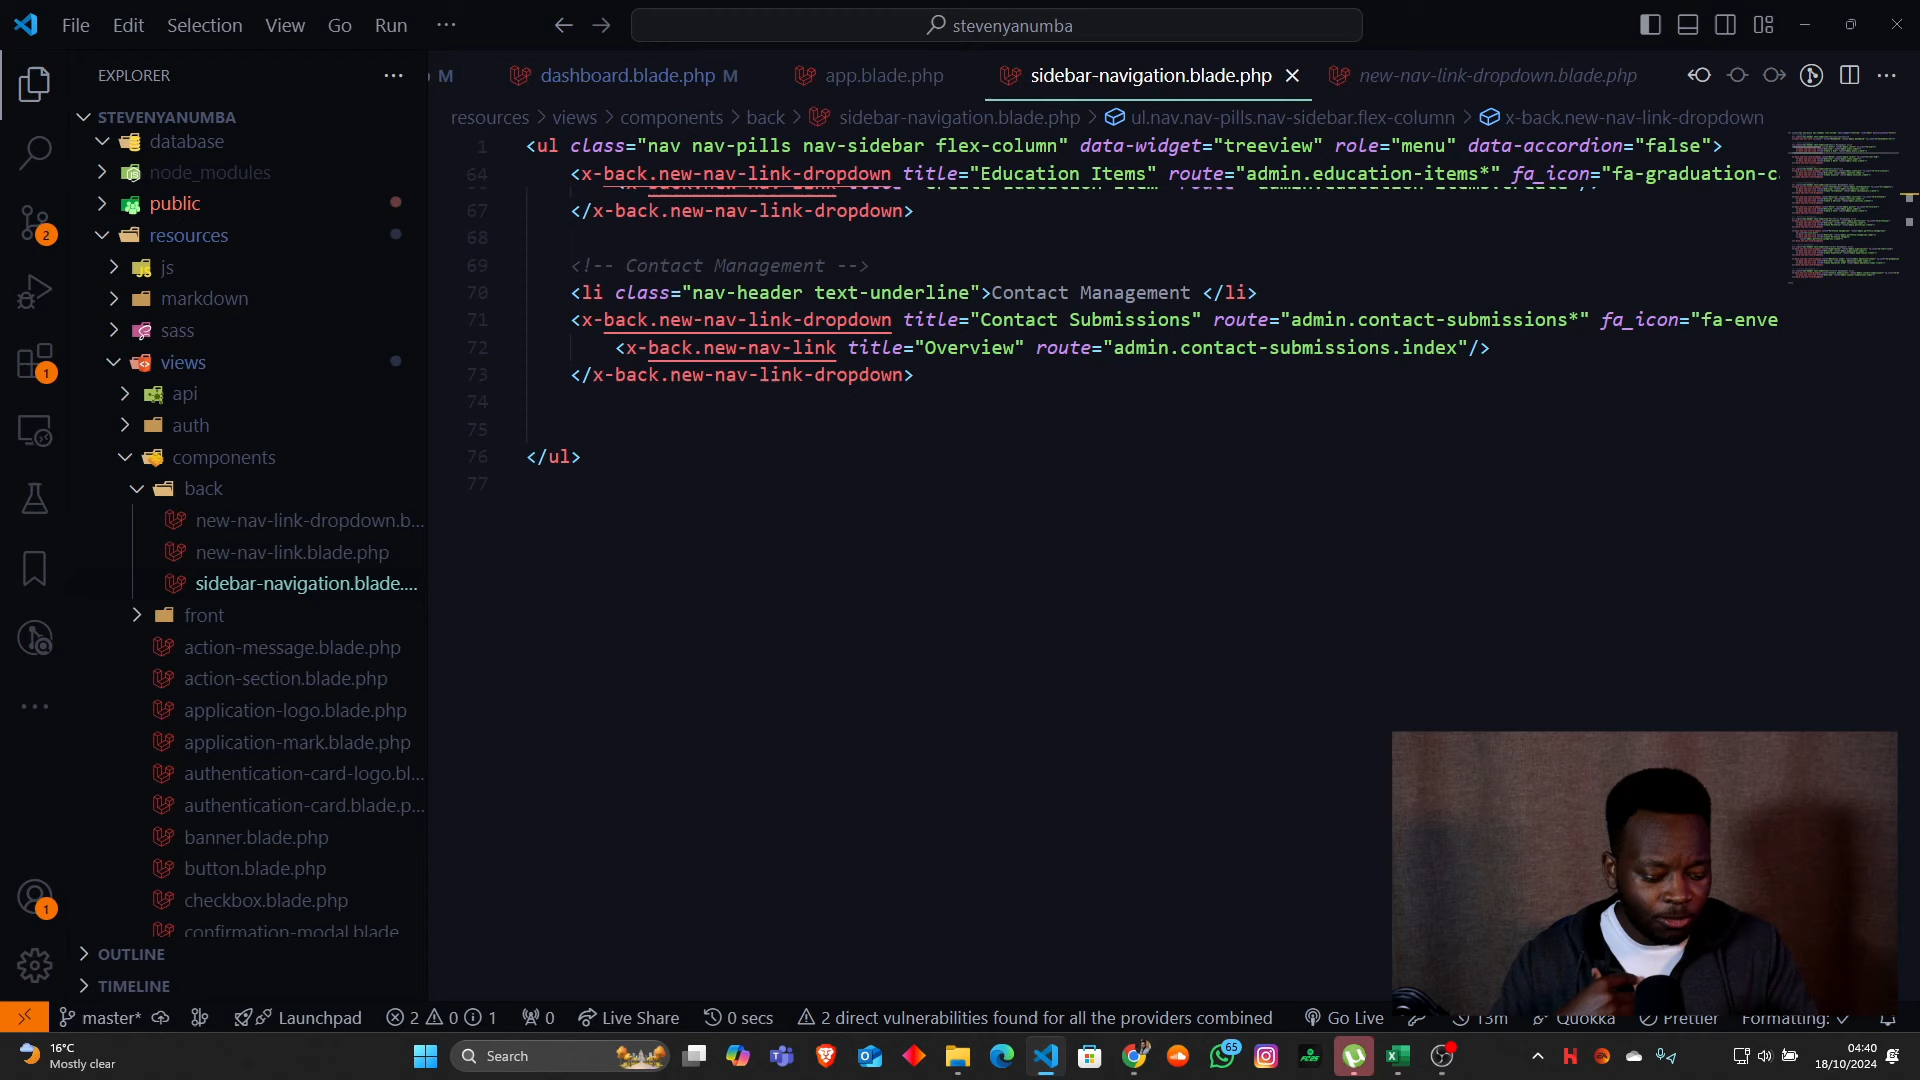 File Edit Selection View Go Run ···
stevenyanumba
EXPLORER
M dashboard.blade.php M app.blade.php sidebar-navigation.blade.php new-nav-link-dropdown.blade.php
resources > views > components > back > sidebar-navigation.blade.php > ul.nav.nav-pills.nav-sidebar.flex-column > x-back.new-nav-link-dropdown
STEVENYANUMBA
database
node_modules
public
resources
js
markdown
sass
views
api
auth
components
back
new-nav-link-dropdown.b...
new-nav-link.blade.php
sidebar-navigation.blade....
front
action-message.blade.php
action-section.blade.php
application-logo.blade.php
application-mark.blade.php
authentication-card-logo.bl...
authentication-card.blade.p...
banner.blade.php
button.blade.php
checkbox.blade.php
confirmation-modal.blade
OUTLINE
TIMELINE
2
1
1
1 <ul class="nav nav-pills nav-sidebar flex-column" data-widget="treeview" role="menu" data-accordion="false">
64 <x-back.new-nav-link-dropdown title="Education Items" route="admin.education-items*" fa_icon="fa-graduation-c
67 </x-back.new-nav-link-dropdown>
68
69 <!-- Contact Management -->
70 <li class="nav-header text-underline">Contact Management </li>
71 <x-back.new-nav-link-dropdown title="Contact Submissions" route="admin.contact-submissions*" fa_icon="fa-enve
72 <x-back.new-nav-link title="Overview" route="admin.contact-submissions.index"/>
73 </x-back.new-nav-link-dropdown>
74
75
76 </ul>
77
master* Launchpad 2 0 1 0 Live Share 0 secs 2 direct vulnerabilities found for all the providers combined Go Live 13m Quokka Prettier Formatting:
16°C
Mostly clear
Search
65
FC25
04:40
18/10/2024